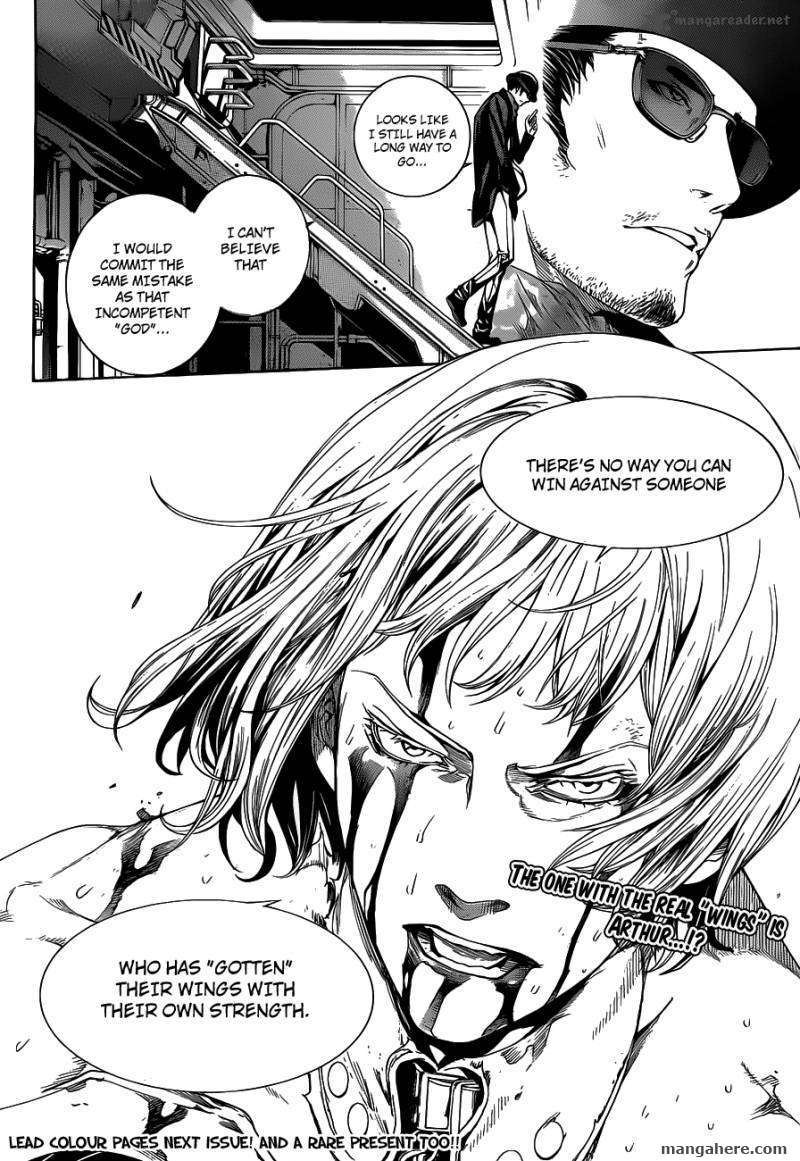 mangareader.net
LOOKS LIKE
I STILL HAVE A
LONG WAY TO
GO...
I CAN'T
BELIEVE
THAT
I WOULD
COMMIT THE
SAME MISTAKE
AS THAT
INCOMPETENT
"GOD"...
THERE'S NO WAY YOU CAN
WIN AGAINST SOMEONE
THE ONE WITH THE REAL "WINGS" IS
ARTHUR...!?
WHO HAS "GOTTEN"
THEIR WINGS WITH
THEIR OWN STRENGTH.
LEAD COLOUR PAGES NEXT ISSUE! AND A RARE PRESENT TOO!!
mangahere.com